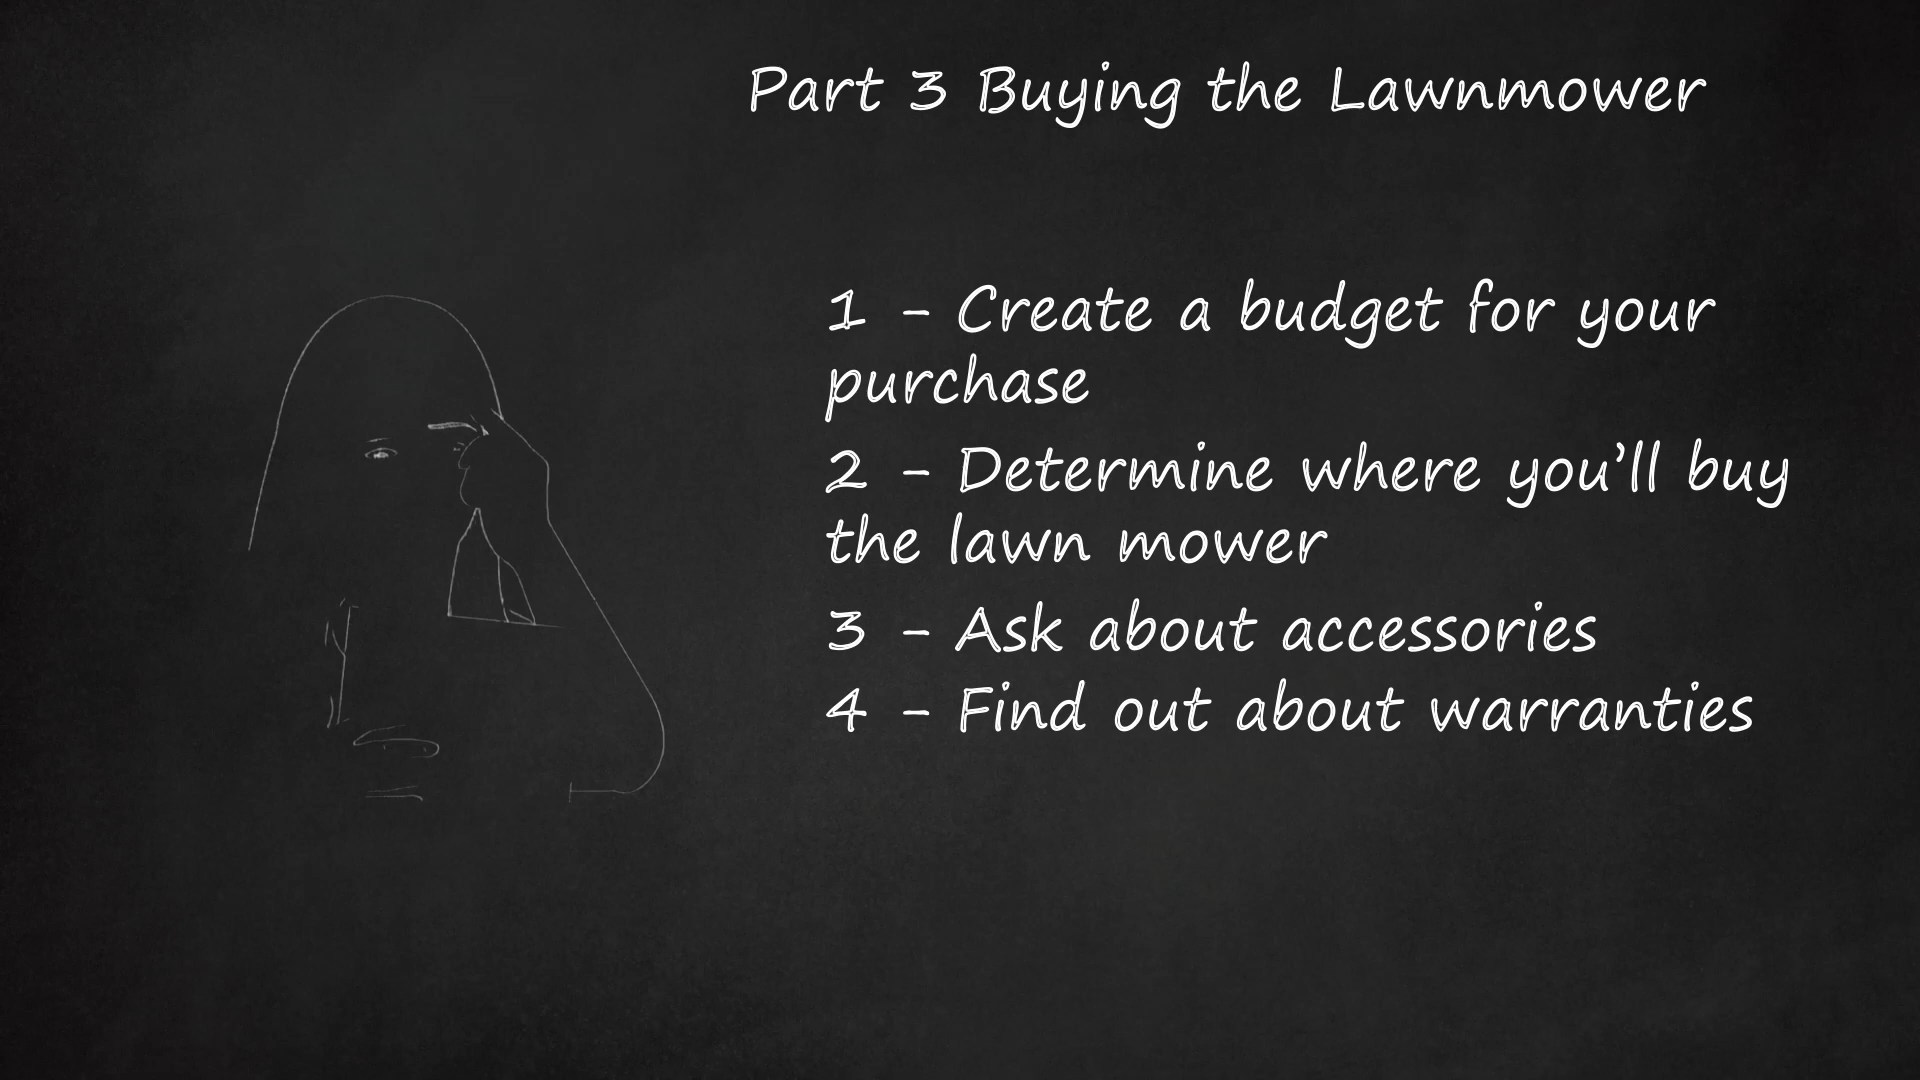 Part 3 Buying the Lawnmower
1 - Create a budget for your
purchase
2 - Determine where you’ll buy
the lawn mower
3 - Ask about accessories
4 - Find out about warranties